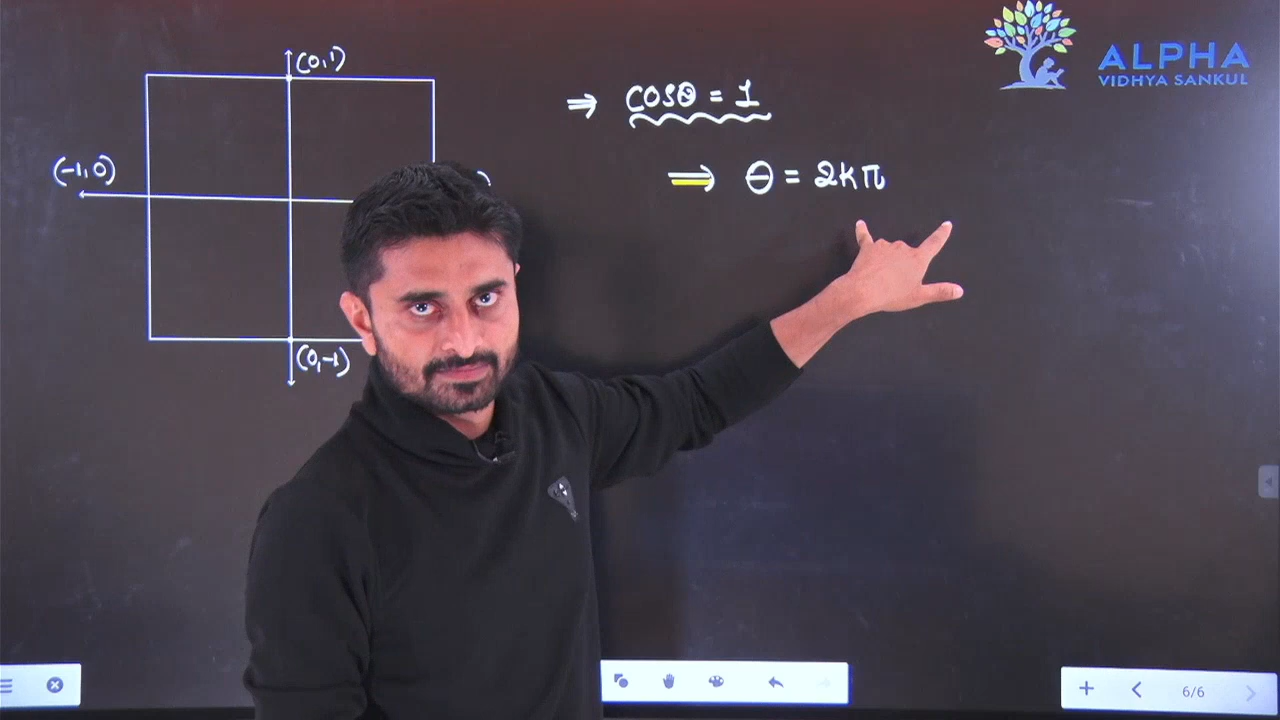 (0,1)
⇒ cosθ = 1
(-1,0)
⇒ θ = 2kπ
(0,-1)
ALPHA
VIDHYA SANKUL
6/6